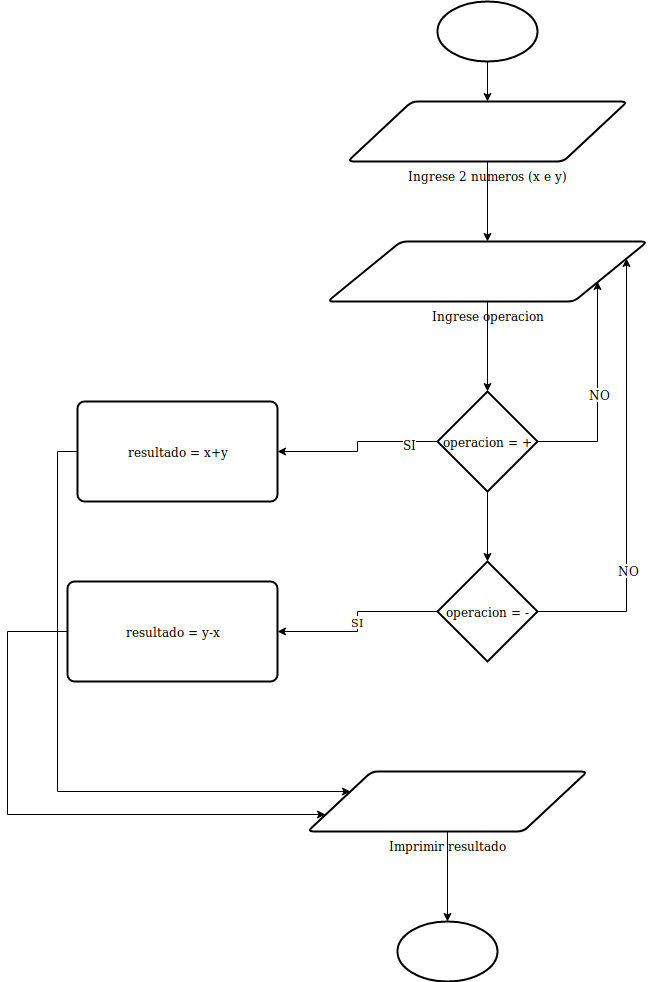 Ingrese 2 numeros (x e y)
Ingrese operacion
NO
operacion = +
SI
resultado = x+y
NO
operacion = -
SI
resultado = y-x
Imprimir resultado